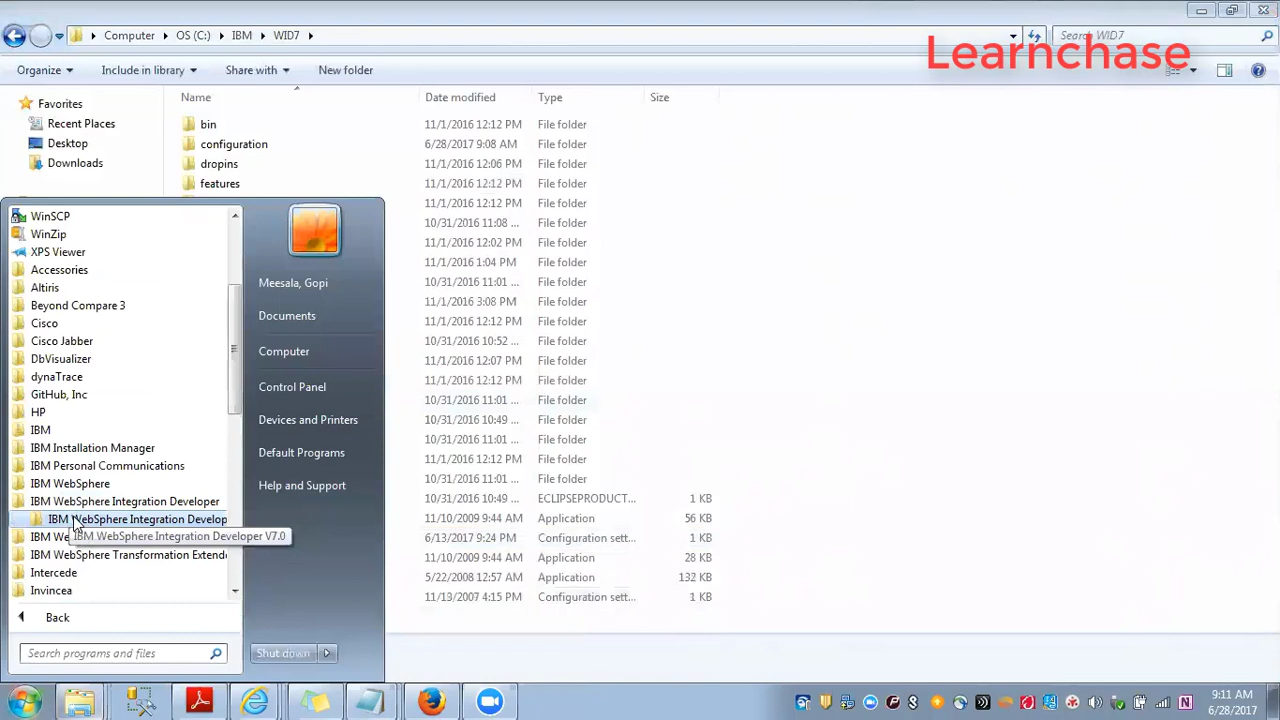 Computer
OS (C:)
IBM
WID7
Search WID7
Learnchase
Organize
Include in library
Share with
New folder
Name
Date modified
Type
Size
Favorites
Recent Places
Desktop
Downloads
bin
11/1/2016 12:12 PM
File folder
configuration
6/28/2017 9:08 AM
File folder
dropins
11/1/2016 12:06 PM
File folder
features
11/1/2016 12:12 PM
File folder
11/1/2016 12:12 PM
File folder
10/31/2016 11:08 ...
File folder
11/1/2016 12:02 PM
File folder
11/1/2016 1:04 PM
File folder
10/31/2016 11:01 ...
File folder
11/1/2016 3:08 PM
File folder
11/1/2016 12:12 PM
File folder
10/31/2016 10:52 ...
File folder
11/1/2016 12:07 PM
File folder
11/1/2016 12:12 PM
File folder
10/31/2016 11:01 ...
File folder
10/31/2016 10:49 ...
File folder
10/31/2016 11:01 ...
File folder
11/1/2016 12:12 PM
File folder
10/31/2016 11:01 ...
File folder
10/31/2016 10:49 ...
ECLIPSEPRODUCT...
1 KB
11/10/2009 9:44 AM
Application
56 KB
6/13/2017 9:24 PM
Configuration sett...
1 KB
11/10/2009 9:44 AM
Application
28 KB
5/22/2008 12:57 AM
Application
132 KB
11/13/2007 4:15 PM
Configuration sett...
1 KB
WinSCP
WinZip
XPS Viewer
Accessories
Altiris
Beyond Compare 3
Cisco
Cisco Jabber
DbVisualizer
dynaTrace
GitHub, Inc
HP
IBM
IBM Installation Manager
IBM Personal Communications
IBM WebSphere
IBM WebSphere Integration Developer
IBM WebSphere Integration Develop
IBM We
IBM WebSphere Integration Developer V7.0
IBM WebSphere Transformation Extend
Intercede
Invincea
Back
Search programs and files
Meesala, Gopi
Documents
Computer
Control Panel
Devices and Printers
Default Programs
Help and Support
Shut down
9:11 AM
6/28/2017